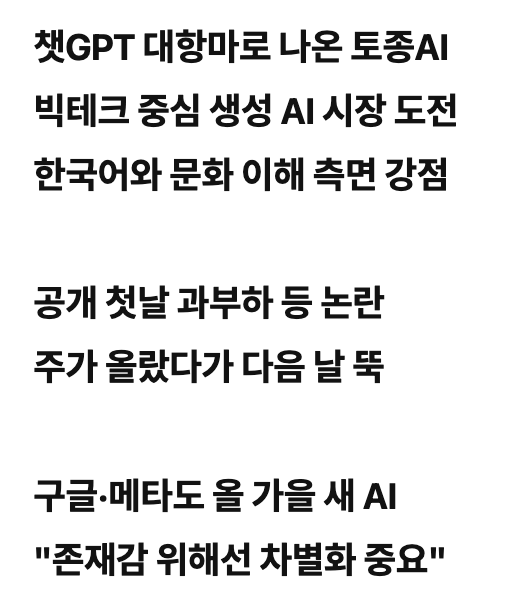 챗GPT 대항마로 나온 토종AI
빅테크 중심 생성 AI 시장 도전
한국어와 문화 이해 측면 강점
공개 첫날 과부하 등 논란
주가 올랐다가 다음 날 뚝
구글·메타도 올 가을 새 AI
"존재감 위해선 차별화 중요"